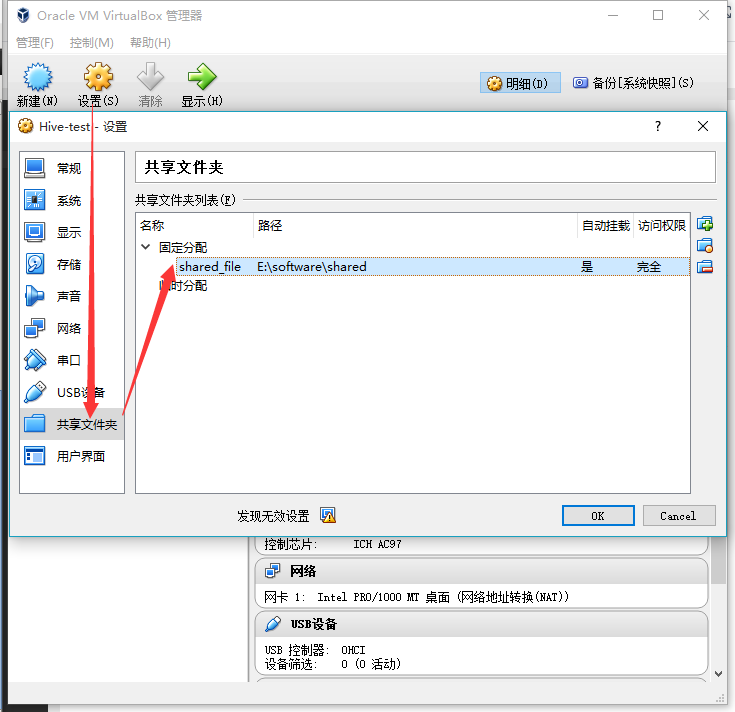 Oracle VM VirtualBox 管理器
管理(F) 控制(M) 帮助(H)
新建(N) 设置(S) 清除 显示(H) 明细(D) 备份[系统快照](S)
Hive-test - 设置 ?
常规
系统
显示
存储
声音
网络
串口
USB设备
共享文件夹
用户界面
共享文件夹
共享文件夹列表(F)
名称 路径 自动挂载 访问权限
固定分配
shared_file E:\software\shared 是 完全
临时分配
发现无效设置 OK Cancel
控制芯片: ICH AC97
网络
网卡 1: Intel PRO/1000 MT 桌面 (网络地址转换(NAT))
USB设备
USB 控制器: OHCI
设备筛选: 0 (0 活动)